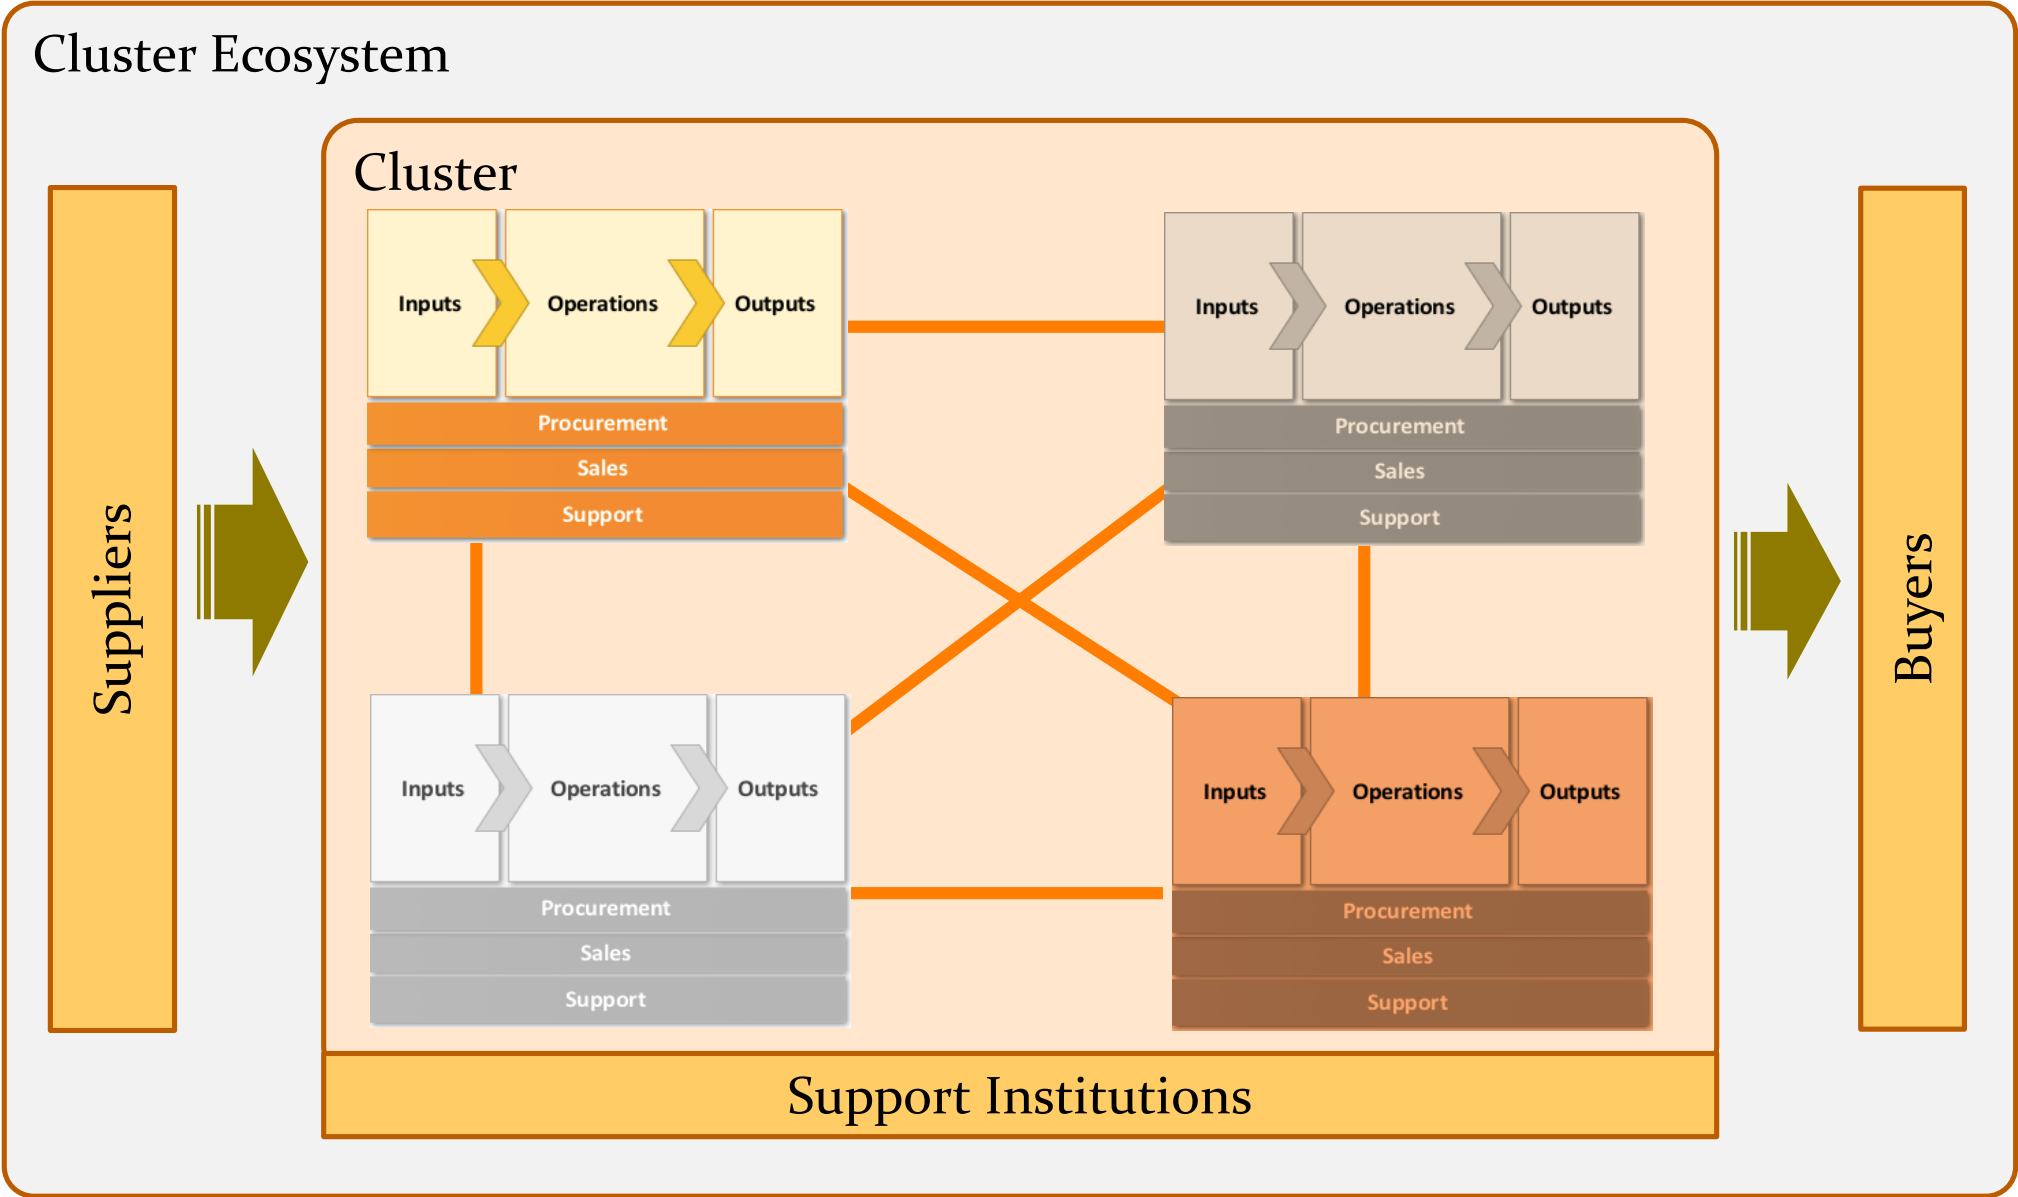 Cluster Ecosystem
Cluster
Suppliers
Inputs Operations Outputs
Procurement
Sales
Support
Inputs Operations Outputs
Procurement
Sales
Support
Inputs Operations Outputs
Procurement
Sales
Support
Inputs Operations Outputs
Procurement
Sales
Support
Buyers
Support Institutions